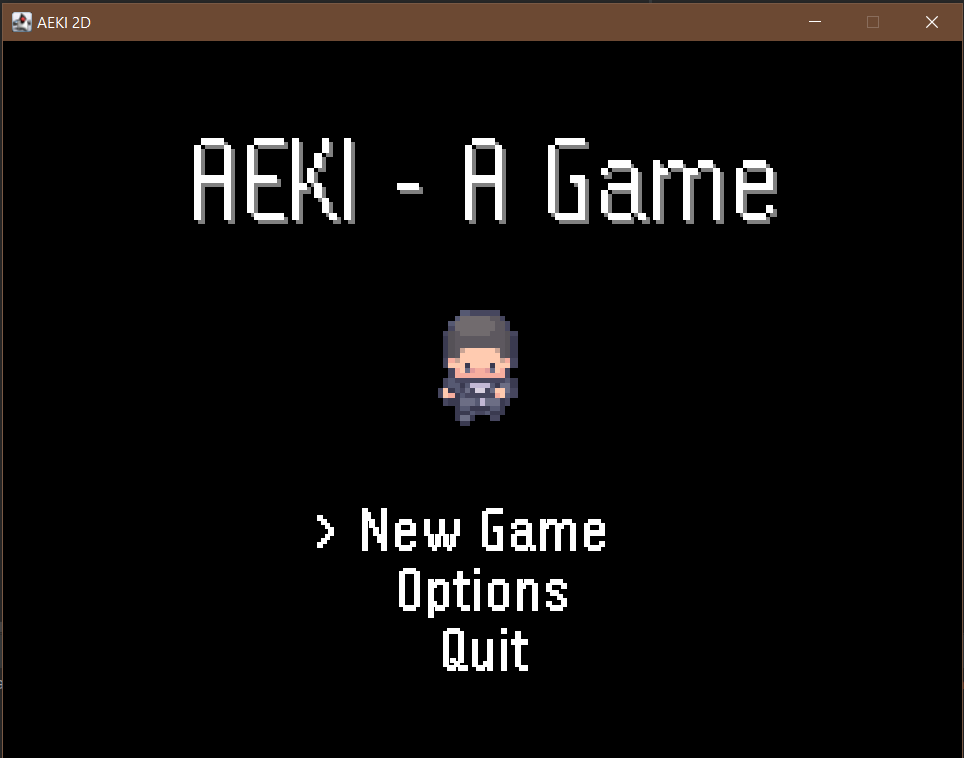 AEKI 2D
AEKI - A Game
> New Game
Options
Quit